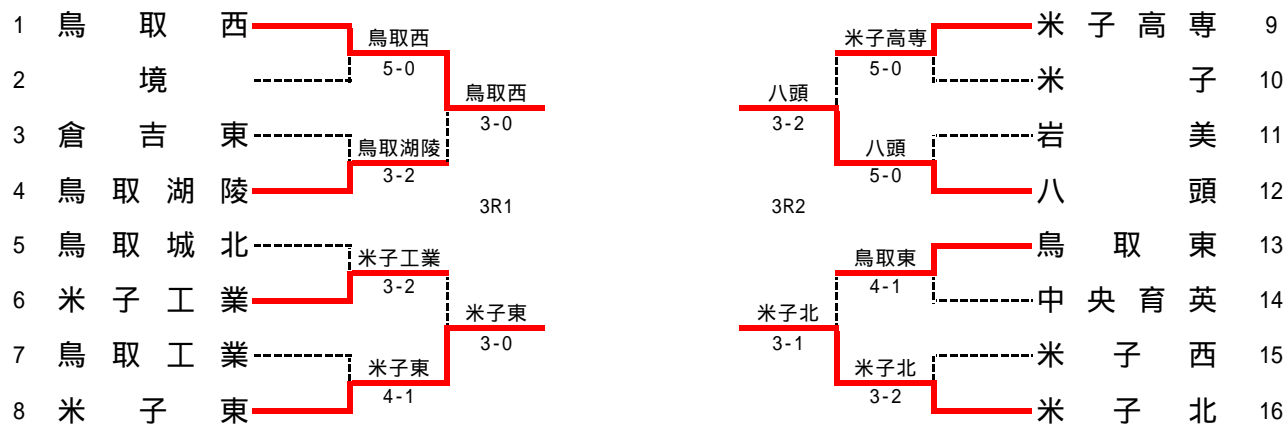 1 鳥取西
鳥取西
5-0
2 境
鳥取西
3-0
3 倉吉東
鳥取湖陵
3-2
4 鳥取湖陵
3R1
5 鳥取城北
米子工業
3-2
6 米子工業
米子東
3-0
7 鳥取工業
米子東
4-1
8 米子東
米子高専 9
米子高専
5-0
米子 10
八頭
3-2
岩美 11
八頭
5-0
八頭 12
3R2
鳥取東 13
鳥取東
4-1
中央育英 14
米子北
3-1
米子西 15
米子北
3-2
米子北 16